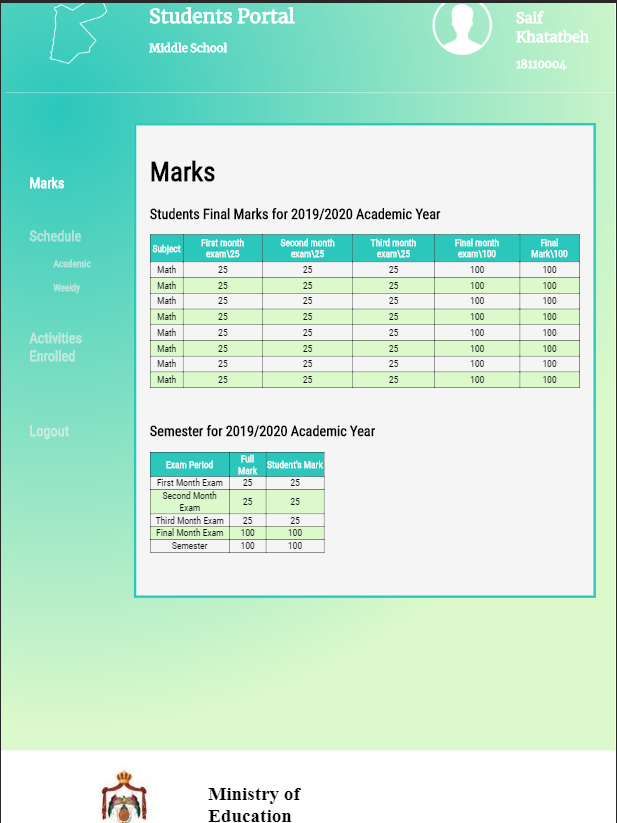 Students Portal
Middle School
Saif
Khatatbeh
18110004
Marks
Schedule
Academic
Weekly
Activities
Enrolled
Logout
Marks
Students Final Marks for 2019/2020 Academic Year
Subject First month exam\25 Second month exam\25 Third month exam\25 Final month exam\100 Final Mark\100
Math 25 25 25 100 100
Math 25 25 25 100 100
Math 25 25 25 100 100
Math 25 25 25 100 100
Math 25 25 25 100 100
Math 25 25 25 100 100
Math 25 25 25 100 100
Math 25 25 25 100 100
Semester for 2019/2020 Academic Year
Exam Period Full Mark Student's Mark
First Month Exam 25 25
Second Month Exam 25 25
Third Month Exam 25 25
Final Month Exam 100 100
Semester 100 100
Ministry of
Education